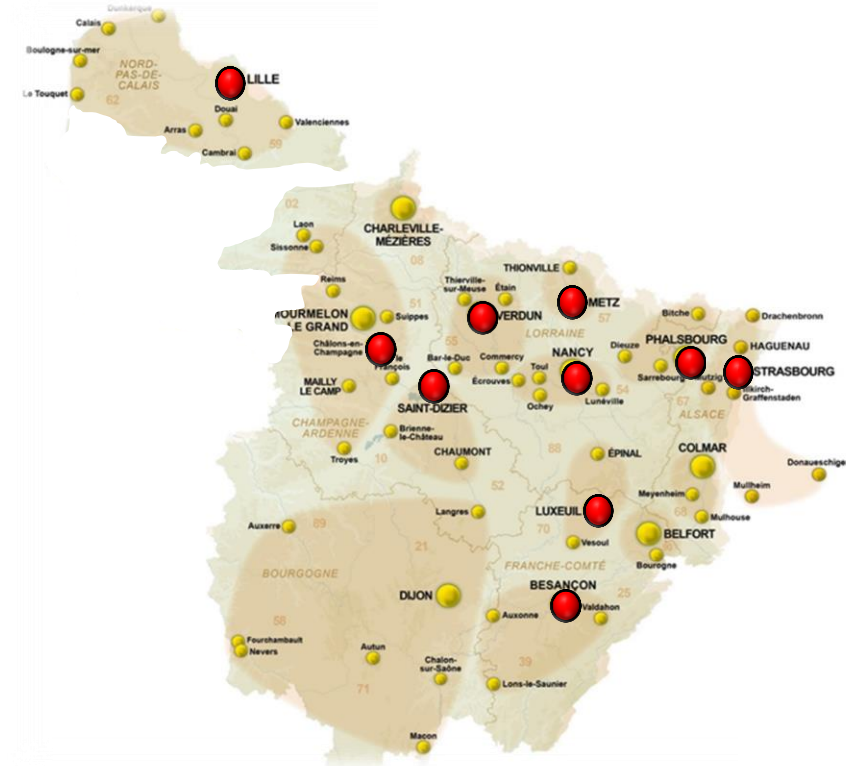 Dunkerque
Calais
Boulogne-sur-mer
NORD-
PAS-DE-
CALAIS
62
LILLE
Le Touquet
Douai
Arras
Valenciennes
59
Cambrai
02
Laon
Sissonne
CHARLEVILLE-
MÉZIÈRES
08
THIONVILLE
Reims
Thierville-
sur-Meuse
Étain
51
METZ
57
OURMELON
LE GRAND
Suippes
VERDUN
LORRAINE
Bitche
Drachenbronn
55
Châlons-en-
Champagne
le
François
Bar-le-Duc
Commercy
Toul
NANCY
Dieuze
PHALSBOURG
HAGUENAU
MAILLY
LE CAMP
Écrouves
Ochey
Lunéville
54
Sarrebourg
Mutzig
STRASBOURG
Illkirch-
Graffenstaden
67
SAINT-DIZIER
ALSACE
CHAMPAGNE-
ARDENNE
Brienne-
le-Château
Troyes
10
CHAUMONT
88
ÉPINAL
COLMAR
Donaueschige
52
Meyenheim
Mullheim
Langres
LUXEUIL
68
Mulhouse
Auxerre
89
70
Vesoul
BELFORT
Bourogne
21
BOURGOGNE
FRANCHE-COMTÉ
DIJON
BESANÇON
25
Valdahon
Auxonne
58
Fourchambault
Nevers
Autun
Chalon-
sur-Saône
39
71
Lons-le-Saunier
Macon